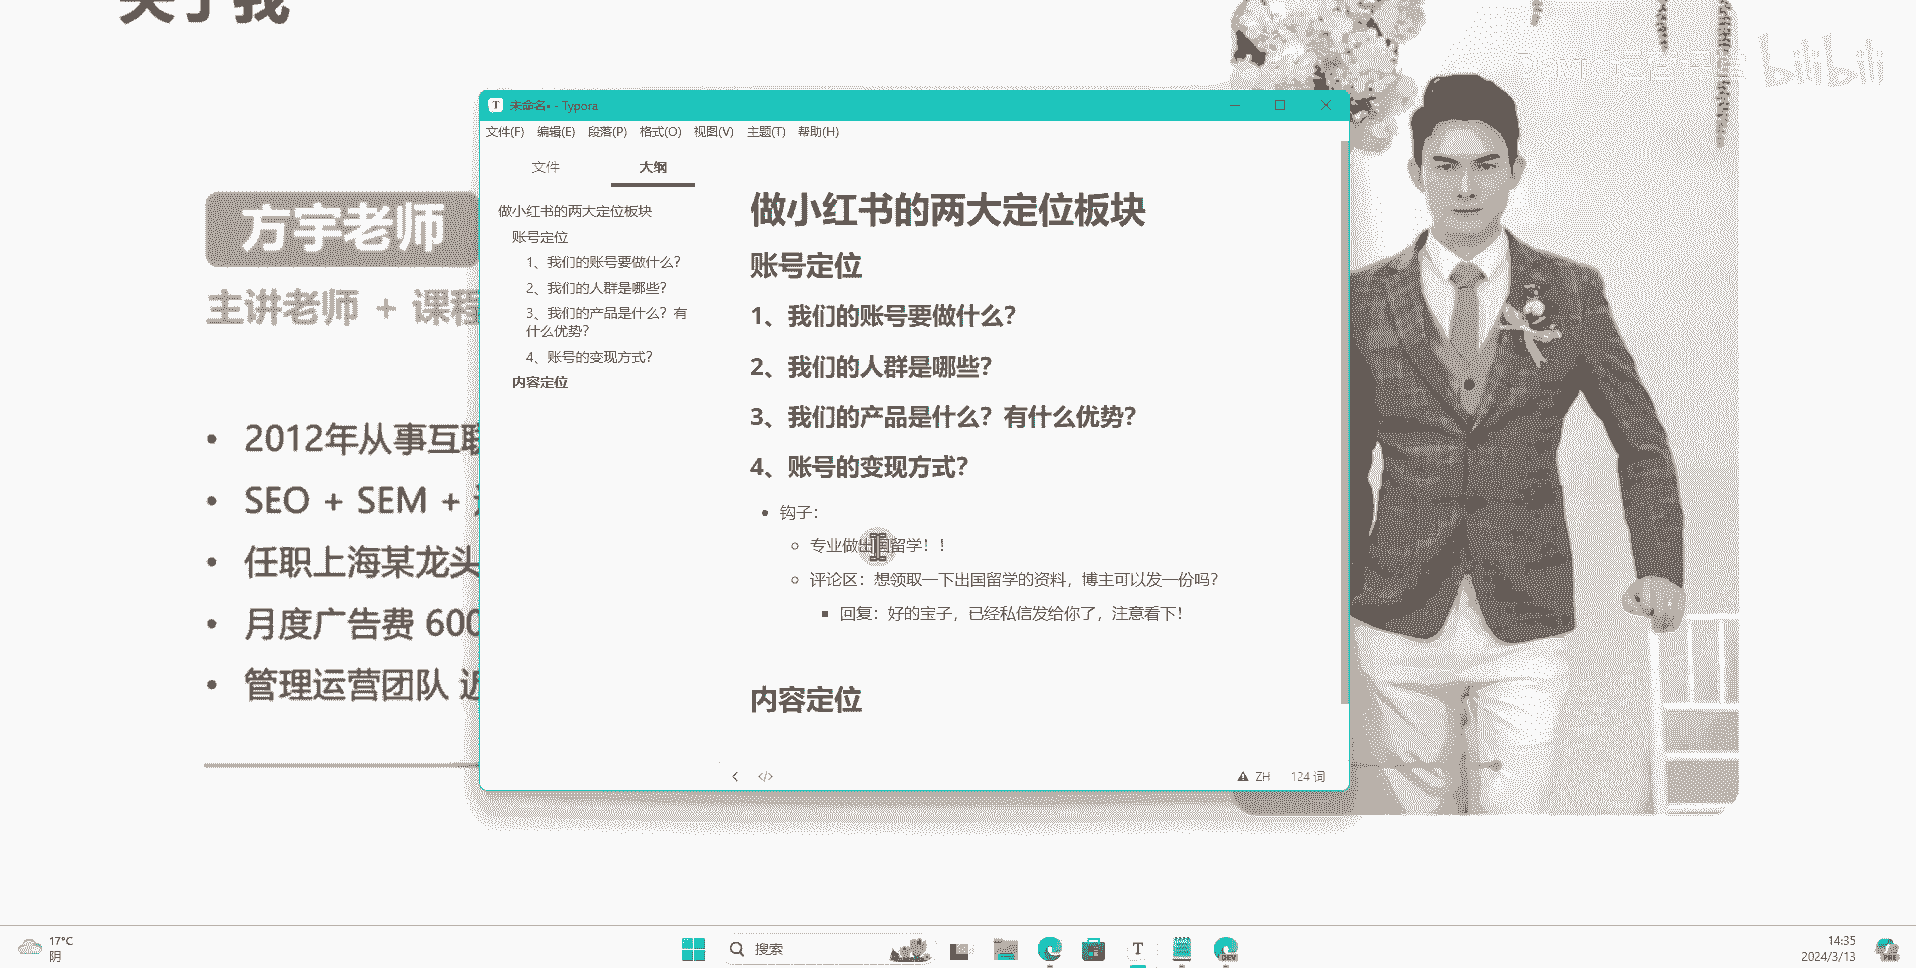 关于我
bilibili
方宇老师
主讲老师 + 课程
2012年从事互联
SEO + SEM +
任职上海某龙头
月度广告费 600
管理运营团队 近
未命名• - Typora
文件(F) 编辑(E) 段落(P) 格式(O) 视图(V) 主题(T) 帮助(H)
文件 大纲
做小红书的两大定位板块
账号定位
1、我们的账号要做什么？
2、我们的人群是哪些？
3、我们的产品是什么？有
什么优势？
4、账号的变现方式？
内容定位
做小红书的两大定位板块
账号定位
1、我们的账号要做什么？
2、我们的人群是哪些？
3、我们的产品是什么？有什么优势？
4、账号的变现方式？
钩子：
专业做出国留学！！
评论区：想领取一下出国留学的资料，博主可以发一份吗？
回复：好的宝子，已经私信发给你了，注意看下！
内容定位
ZH 124 词
17°C
阴
搜索
14:35
2024/3/13